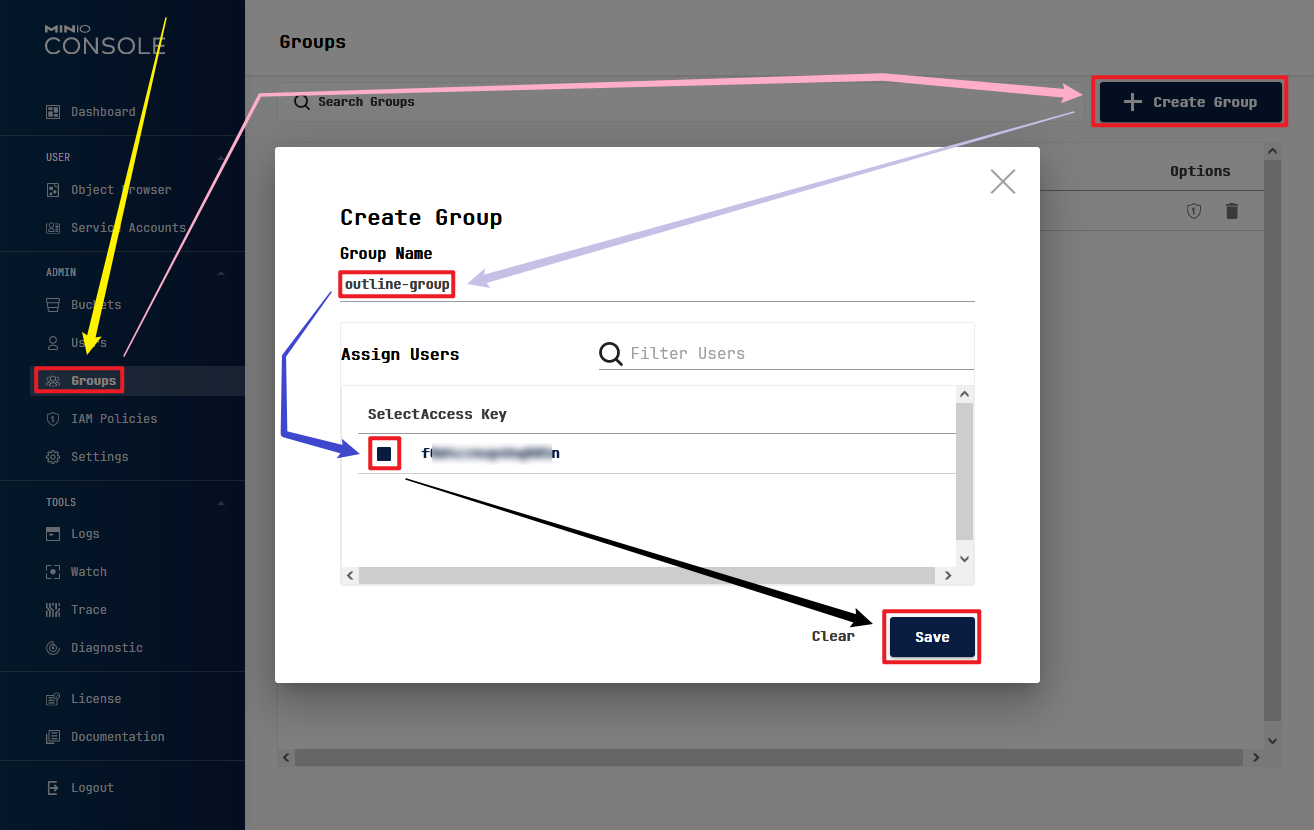 MINIO
CONSOLE
Dashboard
USER
Object Browser
Service Accounts
ADMIN
Buckets
Users
Groups
IAM Policies
Settings
TOOLS
Logs
Watch
Trace
Diagnostic
License
Documentation
Logout
Groups
Search Groups
Create Group
Options
Create Group
Group Name
outline-group
Assign Users
Filter Users
Select Access Key
Clear
Save